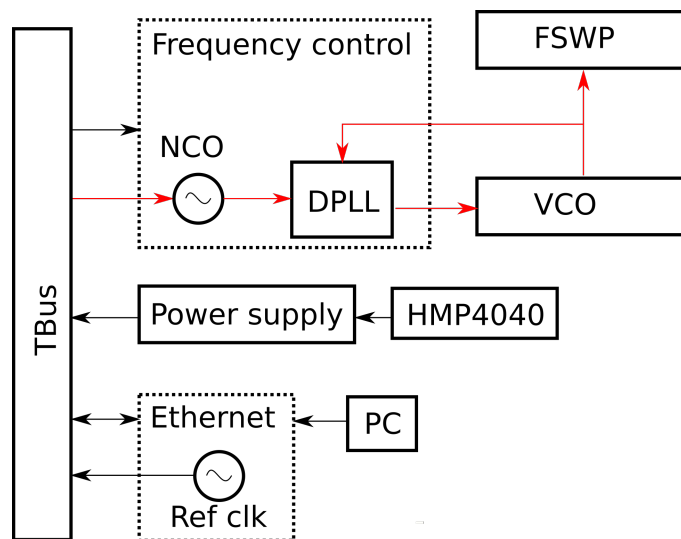 Frequency control
FSWP
NCO
DPLL
VCO
TBus
Power supply
HMP4040
Ethernet
PC
Ref clk